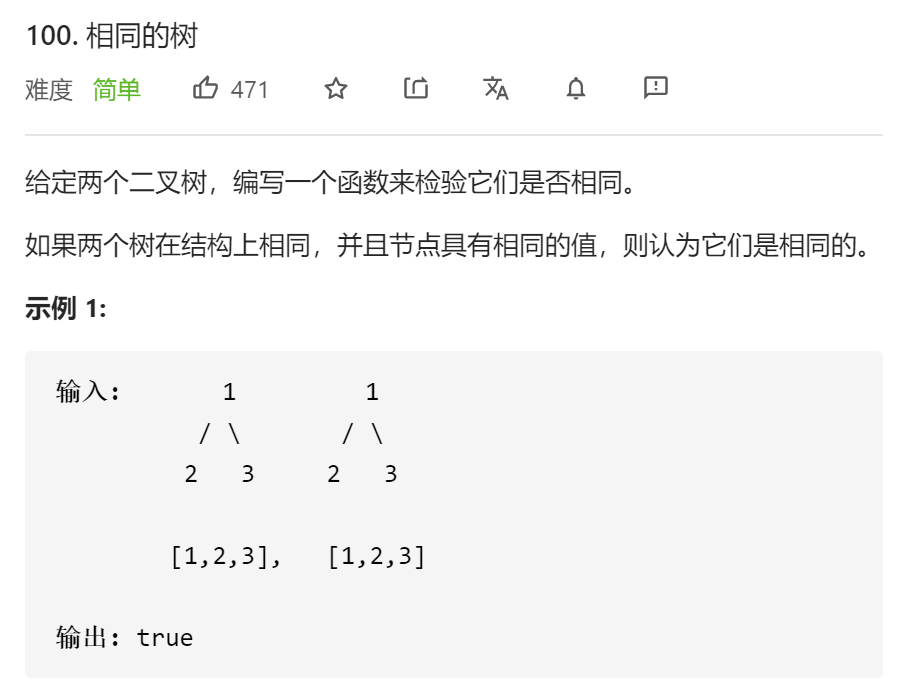 100. 相同的树
难度 简单 471
给定两个二叉树，编写一个函数来检验它们是否相同。
如果两个树在结构上相同，并且节点具有相同的值，则认为它们是相同的。
示例 1:
输入:       1         1
          / \       / \
         2   3     2   3
        [1,2,3],   [1,2,3]
输出: true